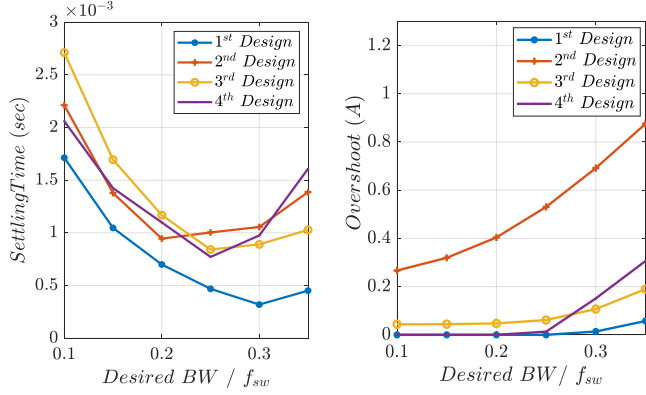 ×10⁻³
3
2.5
2
1.5
1
0.5
0
SettlingTime (sec)
1ˢᵗ Design
2ⁿᵈ Design
3ʳᵈ Design
4ᵗʰ Design
0.1 0.2 0.3
Desired BW / fₛw
1.2
1
0.8
0.6
0.4
0.2
0
Overshoot (A)
1ˢᵗ Design
2ⁿᵈ Design
3ʳᵈ Design
4ᵗʰ Design
0.1 0.2 0.3
Desired BW / fₛw